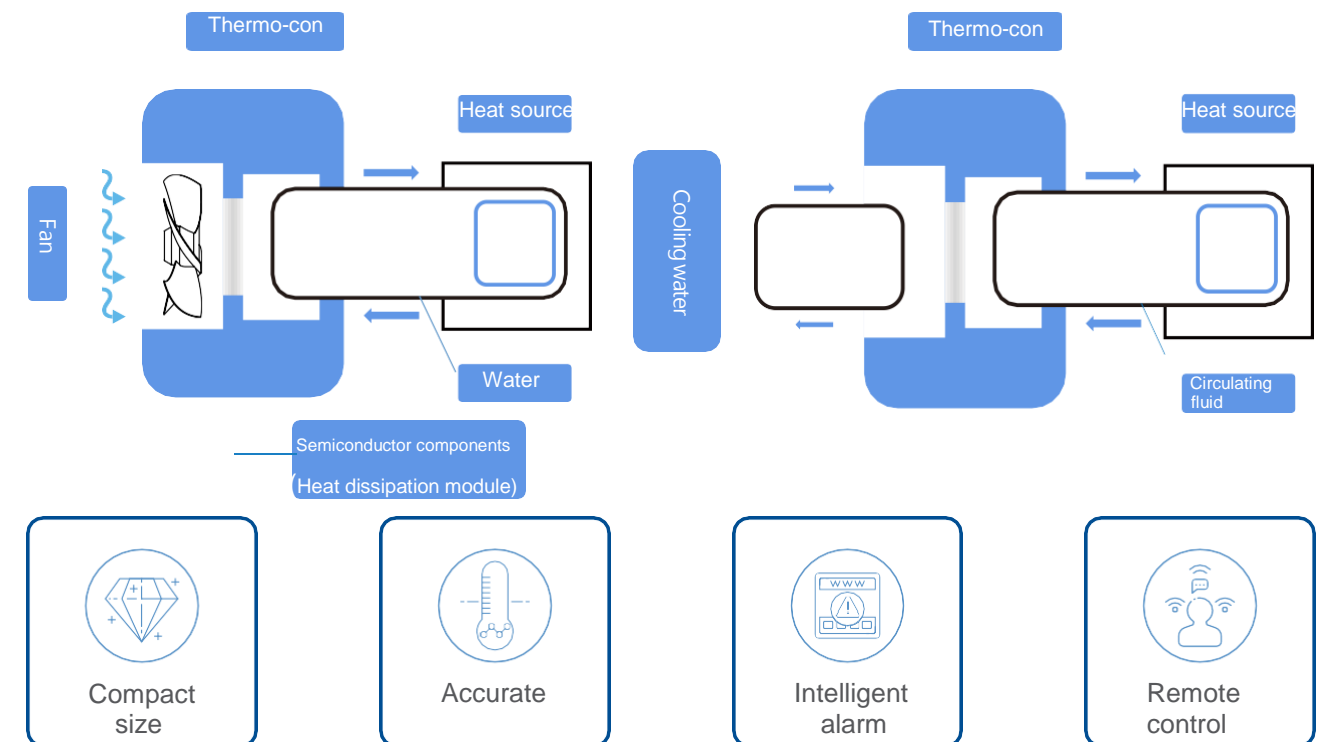 Thermo-con
Thermo-con
Heat source
Heat source
Fan
Cooling water
Water
Circulating
fluid
Semiconductor components
(Heat dissipation module)
WWW
Compact
size
Accurate
Intelligent
alarm
Remote
control